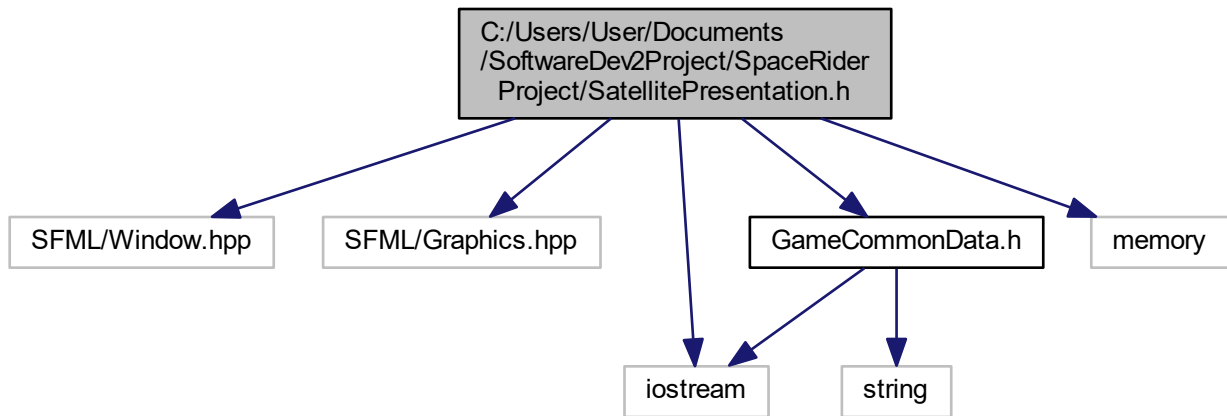 C:/Users/User/Documents
/SoftwareDev2Project/SpaceRider
Project/SatellitePresentation.h
SFML/Window.hpp
SFML/Graphics.hpp
GameCommonData.h
memory
iostream
string